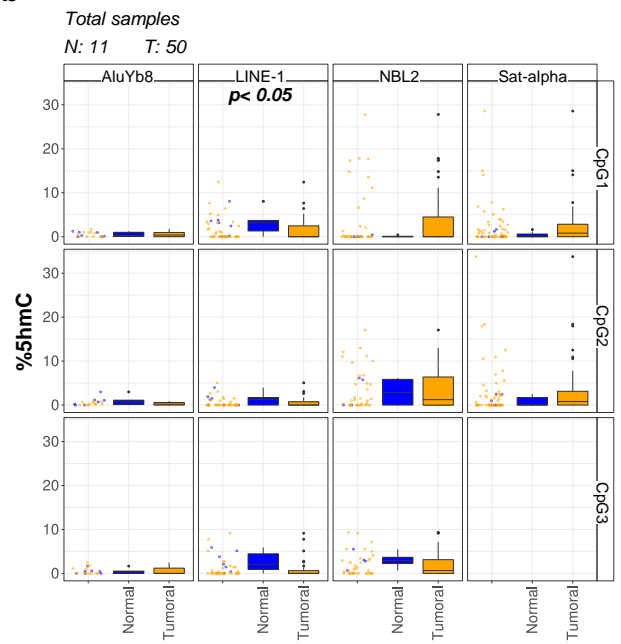 Total samples
N: 11 T: 50
AluYb8 LINE-1 NBL2 Sat-alpha
p< 0.05
30
20
10
0
CpG1
30
20
10
0
CpG2
%5hmC
30
20
10
0
CpG3
Normal Tumoral Normal Tumoral Normal Tumoral Normal Tumoral